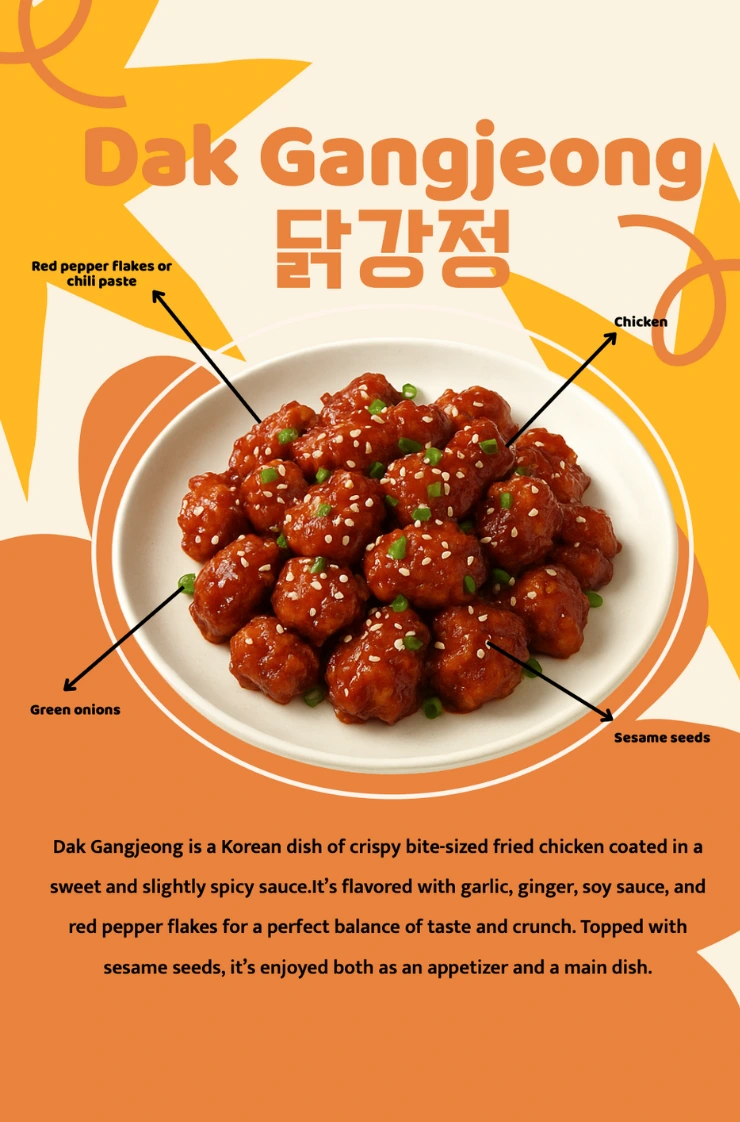 Dak Gangjeong
닭강정
Red pepper flakes or
chili paste
Chicken
Green onions
Sesame seeds
Dak Gangjeong is a Korean dish of crispy bite-sized fried chicken coated in a
sweet and slightly spicy sauce.It’s flavored with garlic, ginger, soy sauce, and
red pepper flakes for a perfect balance of taste and crunch. Topped with
sesame seeds, it’s enjoyed both as an appetizer and a main dish.